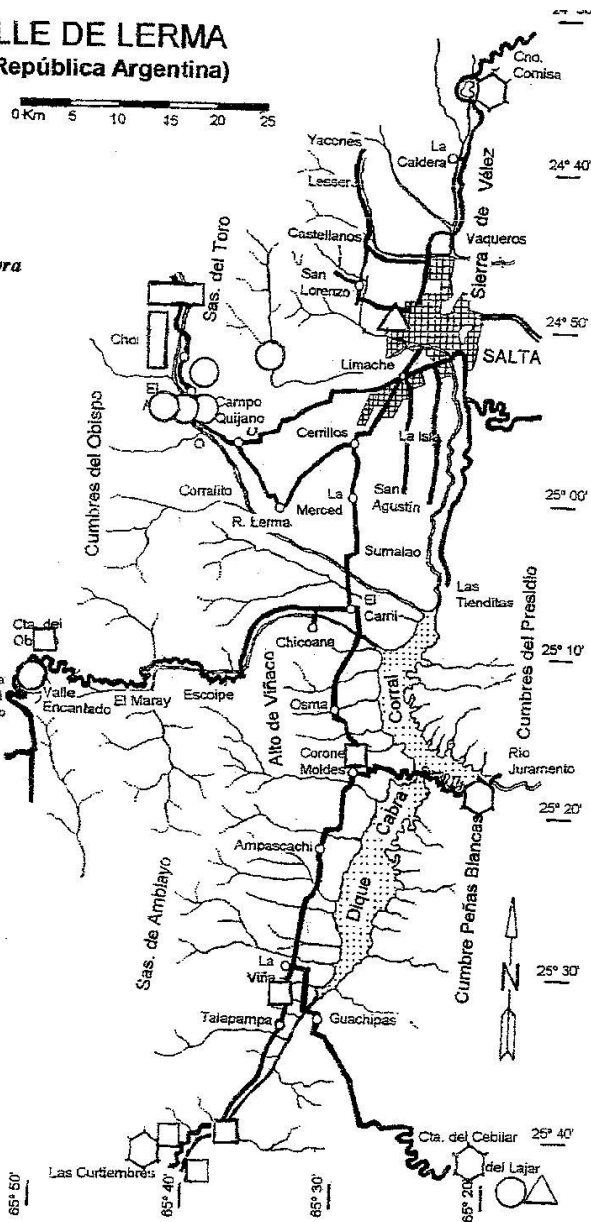 LLE DE LERMA
República Argentina)
0 Km 5 10 15 20 25
Cno.
Cornisa
24° 40'
Yacones
La
Caldera
Lesser
Sierra de Vélez
Castellanos
Vaqueros
San
Lorenzo
Sas. del Toro
24° 50'
SALTA
Limache
El
Campo
Quijano
Cumbres del Obispo
Cerrillos
La Isla
Corralito
R. Lerma
La
Merced
San
Agustín
25° 00'
Sumalao
Las
Tienditas
El
Carril
Cumbres del Presidio
Cta. del
Chicoana
25° 10'
Valle
Encantado
El Maray
Escoipe
Alto de Viñaco
Osma
Corral
Corone
Moldes
Río
Juramento
25° 20'
Cabra
Ampascachi
Dique
Cumbre Peñas Blancas
Sas. de Amblayo
La
Viña
N
25° 30'
Talapampa
Guachipas
25° 40'
Cta. del Cebilar
del Lajar
Las Curtiembres
65° 50'
65° 40'
65° 30'
65° 20'